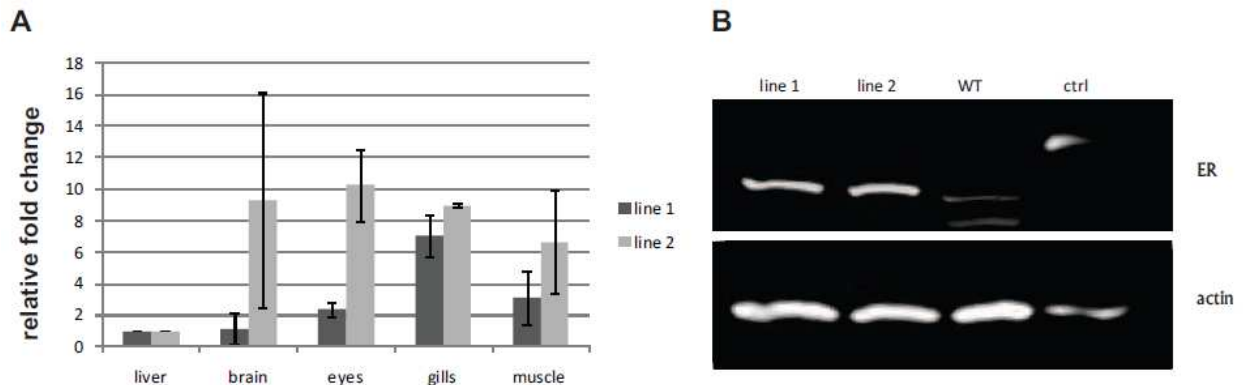 A
relative fold change
18
16
14
12
10
8
6
4
2
0
liver brain eyes gills muscle
line 1
line 2
B
line 1 line 2 WT ctrl
ER
actin